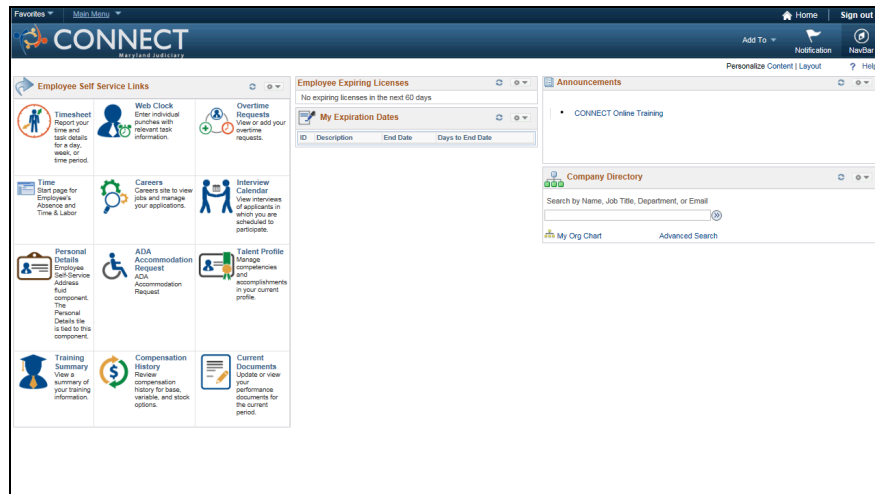 Favorites Main Menu Home Sign out
CONNECT
Maryland Judiciary
Add To Notification NavBar
Personalize Content | Layout ? Help
Employee Self Service Links
Timesheet
Report your
time and
task details
for a day,
week, or
time period.
Web Clock
Enter individual
punches with
relevant task
information.
Overtime
Requests
View or add your
overtime
requests.
Time
Start page for
Employee's
Absence and
Time & Labor
Careers
Careers site to view
jobs and manage
your applications.
Interview
Calendar
View interviews
of applicants in
which you are
scheduled to
participate.
Personal
Details
Employee
Self-Service
Address
fluid
component.
The
Personal
Details tile
is tied to this
component.
ADA
Accommodation
Request
ADA
Accommodation
Request
Talent Profile
Manage
competencies
and
accomplishments
in your current
profile.
Training
Summary
View a
summary of
your training
information.
Compensation
History
Review
compensation
history for base,
variable, and stock
options.
Current
Documents
Update or view
your
performance
documents for
the current
period.
Employee Expiring Licenses
No expiring licenses in the next 60 days
My Expiration Dates
ID Description End Date Days to End Date
Announcements
• CONNECT Online Training
Company Directory
Search by Name, Job Title, Department, or Email
My Org Chart Advanced Search